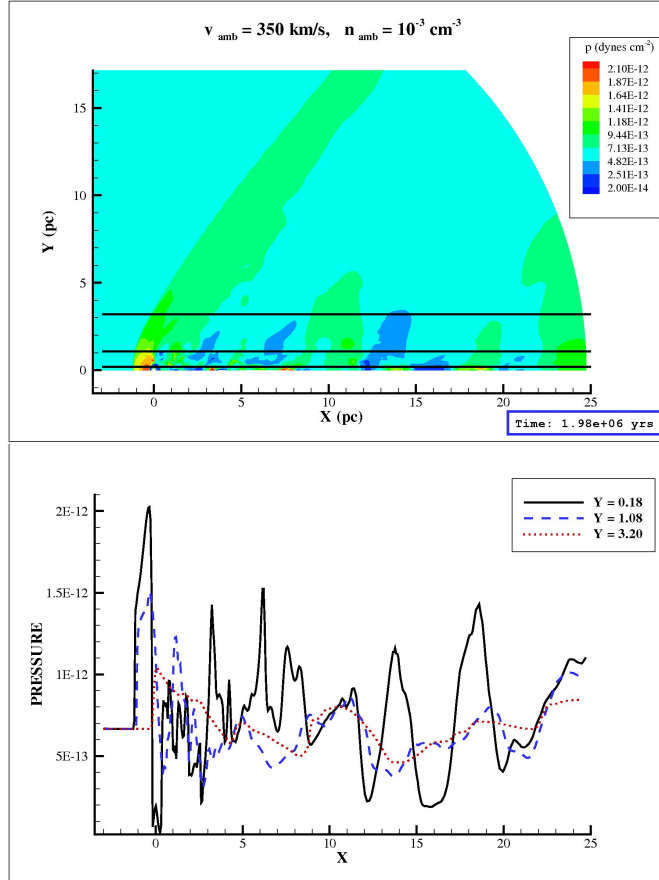 v amb = 350 km/s, n amb = 10-3 cm-3
p (dynes cm-2)
2.10E-12
1.87E-12
1.64E-12
1.41E-12
1.18E-12
9.44E-13
7.13E-13
4.82E-13
2.51E-13
2.00E-14
Y (pc)
15
10
5
0
0 5 10 15 20 25
X (pc)
Time: 1.98e+06 yrs
Y = 0.18
Y = 1.08
Y = 3.20
PRESSURE
2E-12
1.5E-12
1E-12
5E-13
0 5 10 15 20 25
X